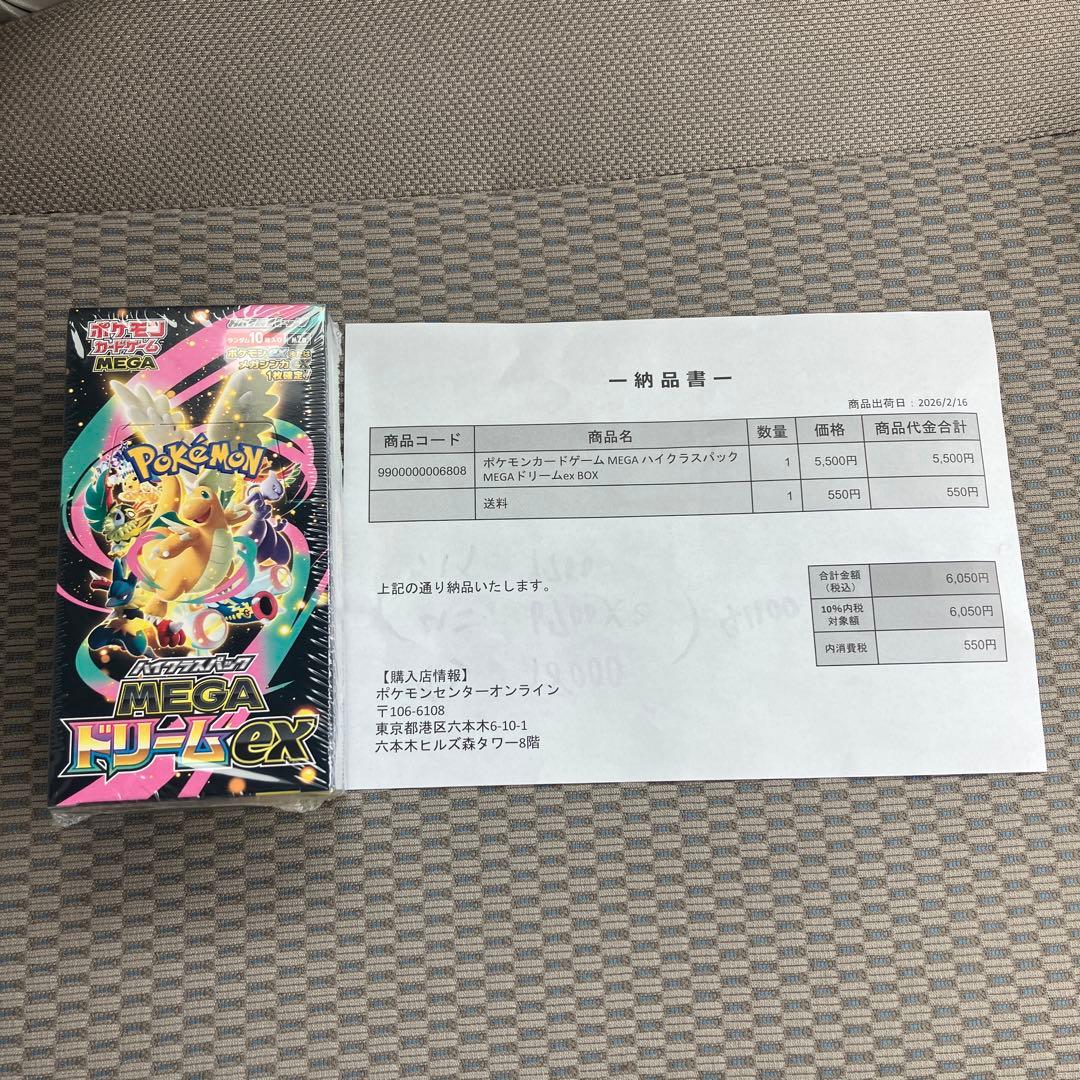 ポケモン
カードゲーム
MEGA
ランダム10枚入り
ポケモンexまたは
メガシンカex
1枚確定!
POKéMON
ハイクラスパック
MEGA
ドリームex
ー納品書ー
商品出荷日:2026/2/16
商品コード 商品名 数量 価格 商品代金合計
9900000006808 ポケモンカードゲーム MEGA ハイクラスパック 1 5,500円 5,500円
MEGAドリームex BOX
送料 1 550円 550円
上記の通り納品いたします。
合計金額 6,050円
(税込)
10%内税 6,050円
対象額
内消費税 550円
【購入店情報】
ポケモンセンターオンライン
〒106-6108
東京都港区六本木6-10-1
六本木ヒルズ森タワー8階